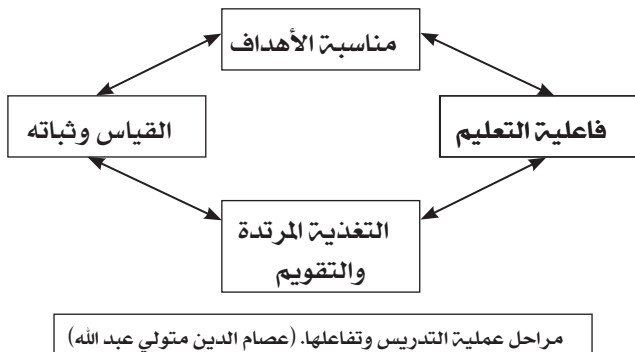 مناسبة الأهداف
فاعلية التعليم
القياس وثباته
التغذية المرتدة
والتقويم
مراحل عملية التدريس وتفاعلها. (عصام الدين متولي عبد الله)